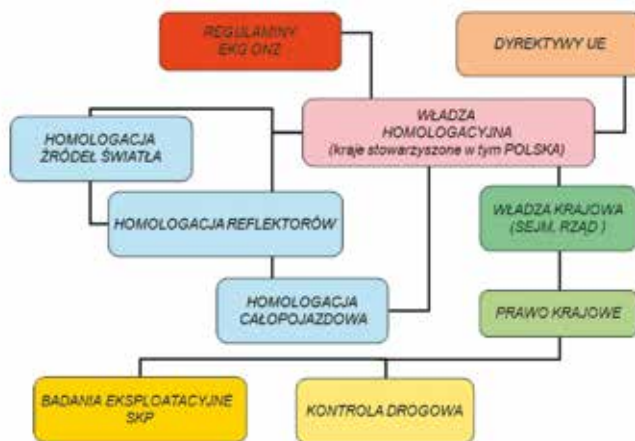 REGULAMINY
EKG ONZ
DYREKTYWY UE
WŁADZA
HOMOLOGACYJNA
(kraje stowarzyszone w tym POLSKA)
HOMOLOGACJA
ŹRÓDEŁ ŚWIATŁA
HOMOLOGACJA REFLEKTORÓW
WŁADZA KRAJOWA
(SEJM, RZĄD )
HOMOLOGACJA
CAŁOPOJAZDOWA
PRAWO KRAJOWE
BADANIA EKSPLOATACYJNE
SKP
KONTROLA DROGOWA